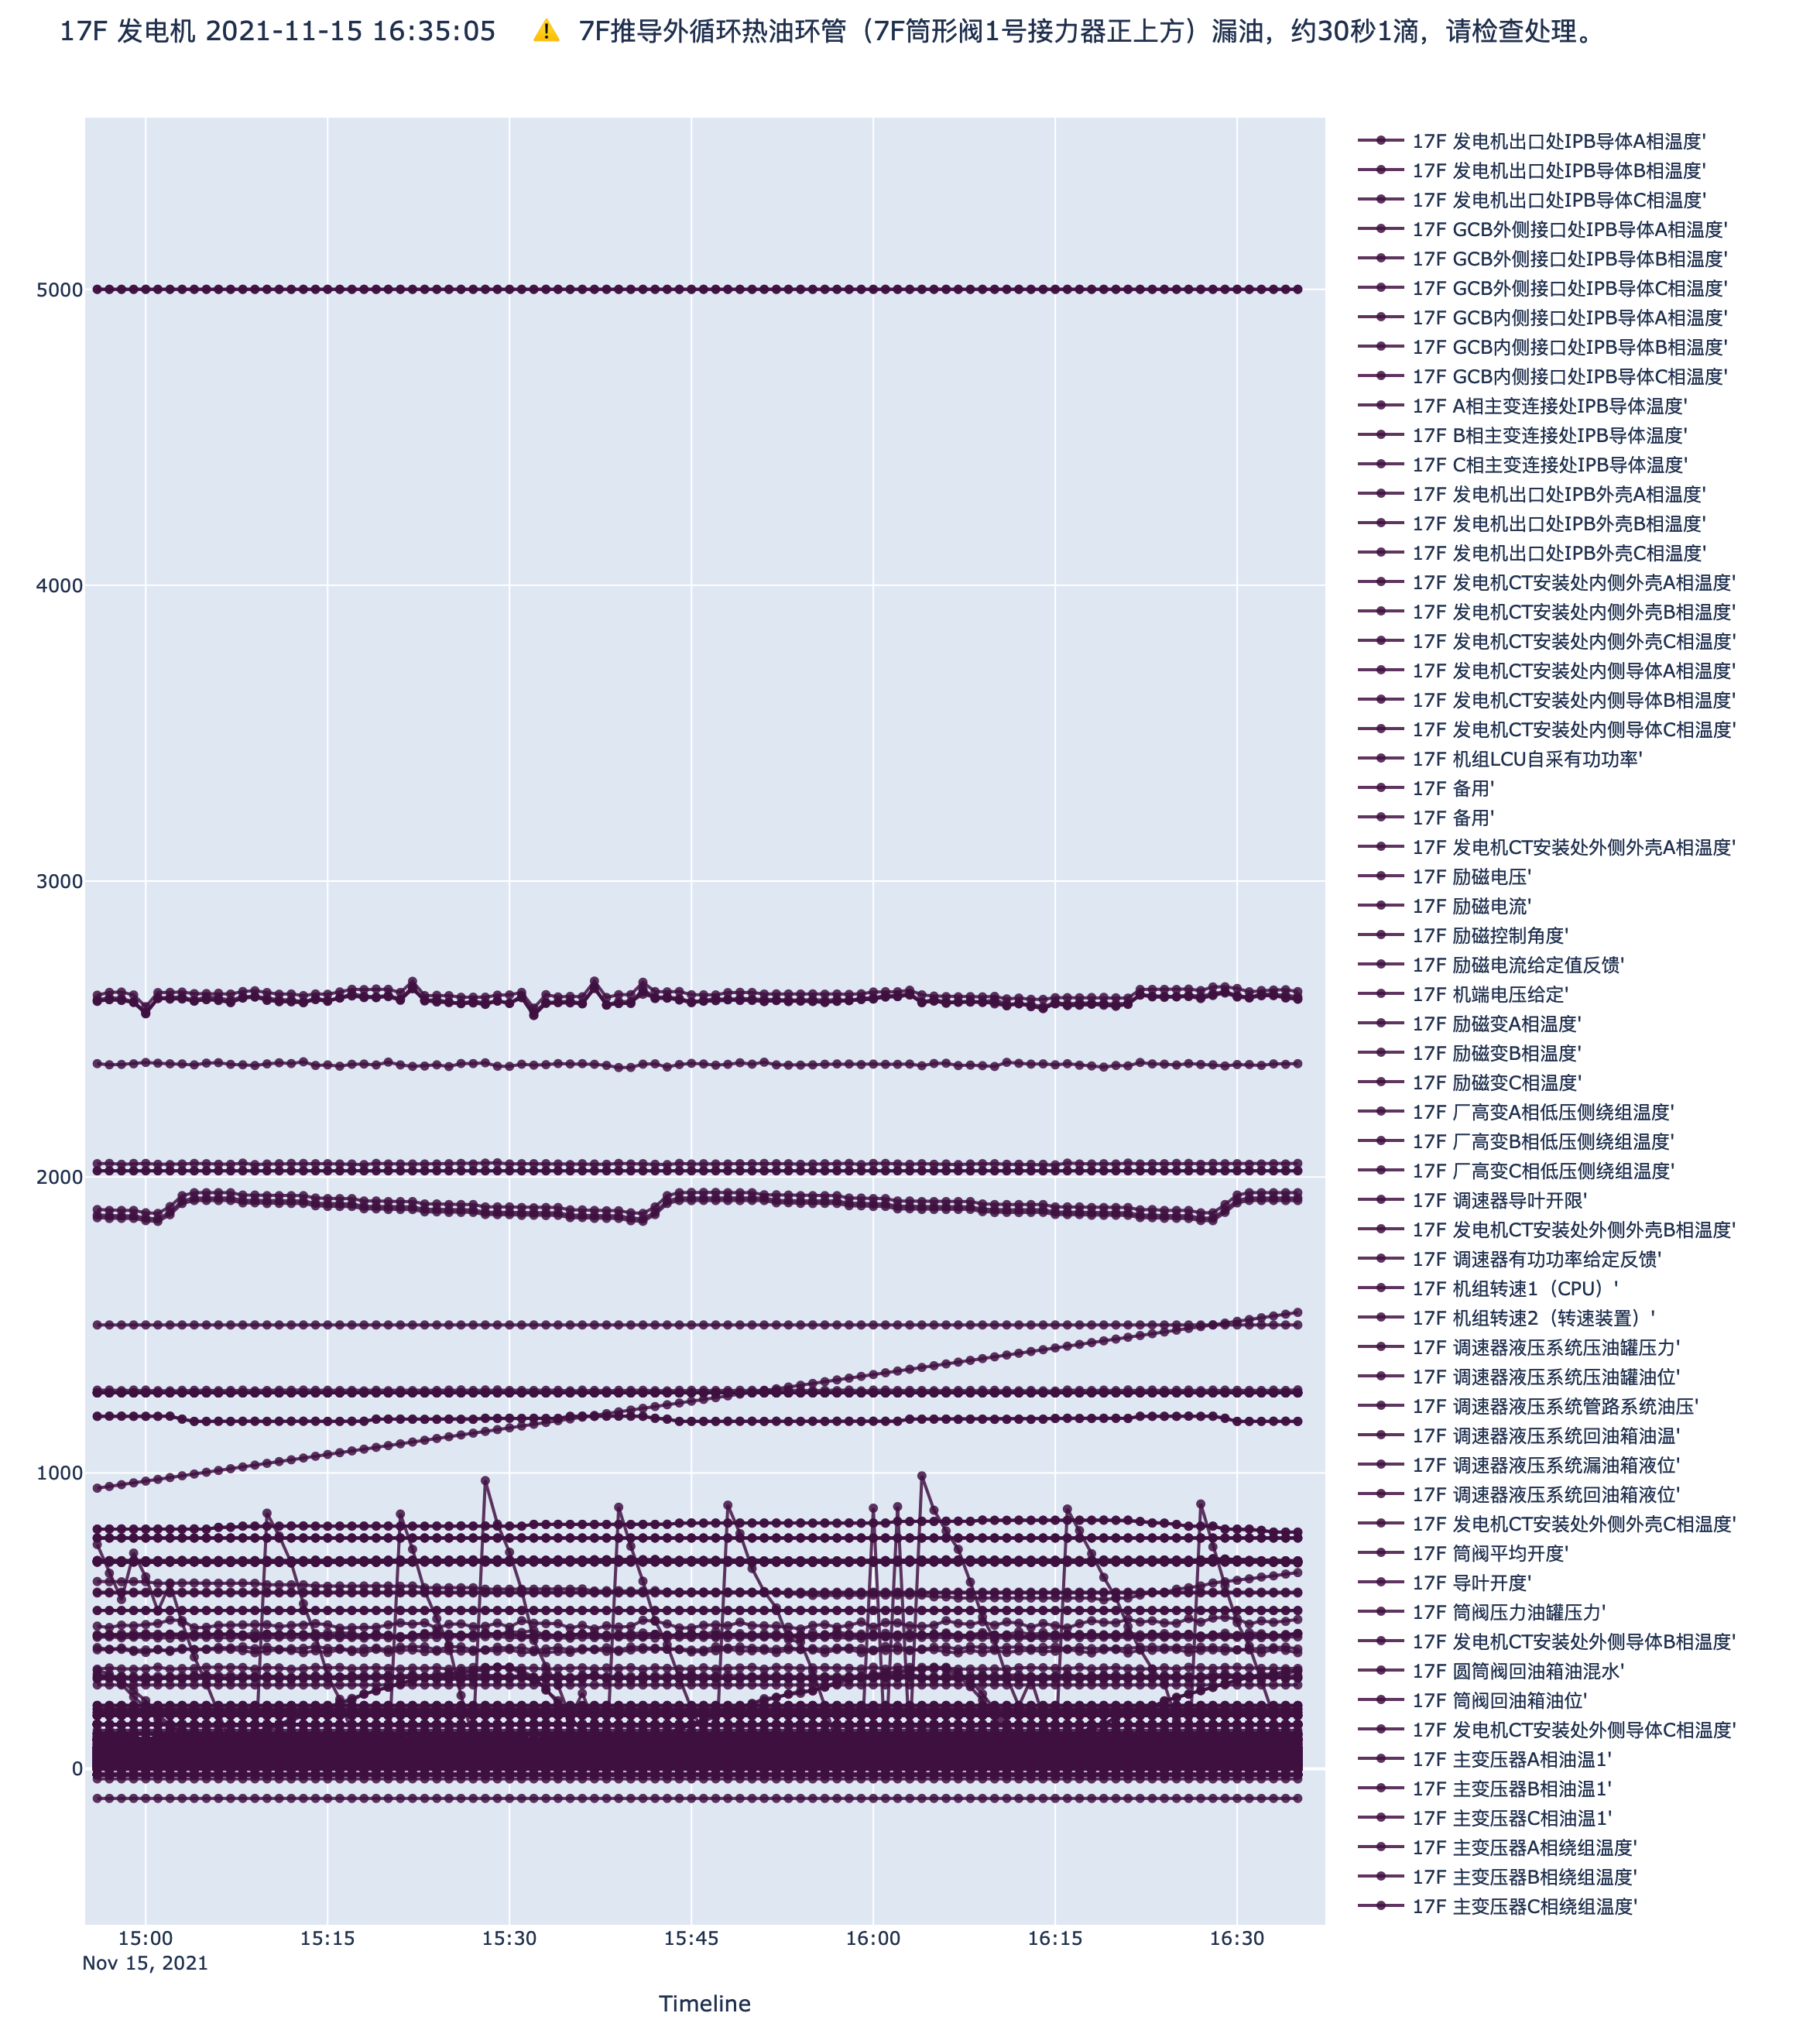 17F 发电机 2021-11-15 16:35:05 ⚠ 7F推导外循环热油环管（7F筒形阀1号接力器正上方）漏油，约30秒1滴，请检查处理。
5000
4000
3000
2000
1000
0
15:00
15:15
15:30
15:45
16:00
16:15
16:30
Nov 15, 2021
Timeline
17F 发电机出口处IPB导体A相温度'
17F 发电机出口处IPB导体B相温度'
17F 发电机出口处IPB导体C相温度'
17F GCB外侧接口处IPB导体A相温度'
17F GCB外侧接口处IPB导体B相温度'
17F GCB外侧接口处IPB导体C相温度'
17F GCB内侧接口处IPB导体A相温度'
17F GCB内侧接口处IPB导体B相温度'
17F GCB内侧接口处IPB导体C相温度'
17F A相主变连接处IPB导体温度'
17F B相主变连接处IPB导体温度'
17F C相主变连接处IPB导体温度'
17F 发电机出口处IPB外壳A相温度'
17F 发电机出口处IPB外壳B相温度'
17F 发电机出口处IPB外壳C相温度'
17F 发电机CT安装处内侧外壳A相温度'
17F 发电机CT安装处内侧外壳B相温度'
17F 发电机CT安装处内侧外壳C相温度'
17F 发电机CT安装处内侧导体A相温度'
17F 发电机CT安装处内侧导体B相温度'
17F 发电机CT安装处内侧导体C相温度'
17F 机组LCU自采有功功率'
17F 备用'
17F 备用'
17F 发电机CT安装处外侧外壳A相温度'
17F 励磁电压'
17F 励磁电流'
17F 励磁控制角度'
17F 励磁电流给定值反馈'
17F 机端电压给定'
17F 励磁变A相温度'
17F 励磁变B相温度'
17F 励磁变C相温度'
17F 厂高变A相低压侧绕组温度'
17F 厂高变B相低压侧绕组温度'
17F 厂高变C相低压侧绕组温度'
17F 调速器导叶开限'
17F 发电机CT安装处外侧外壳B相温度'
17F 调速器有功功率给定反馈'
17F 机组转速1（CPU）'
17F 机组转速2（转速装置）'
17F 调速器液压系统压油罐压力'
17F 调速器液压系统压油罐油位'
17F 调速器液压系统管路系统油压'
17F 调速器液压系统回油箱油温'
17F 调速器液压系统漏油箱液位'
17F 调速器液压系统回油箱液位'
17F 发电机CT安装处外侧外壳C相温度'
17F 筒阀平均开度'
17F 导叶开度'
17F 筒阀压力油罐压力'
17F 发电机CT安装处外侧导体B相温度'
17F 圆筒阀回油箱油混水'
17F 筒阀回油箱油位'
17F 发电机CT安装处外侧导体C相温度'
17F 主变压器A相油温1'
17F 主变压器B相油温1'
17F 主变压器C相油温1'
17F 主变压器A相绕组温度'
17F 主变压器B相绕组温度'
17F 主变压器C相绕组温度'